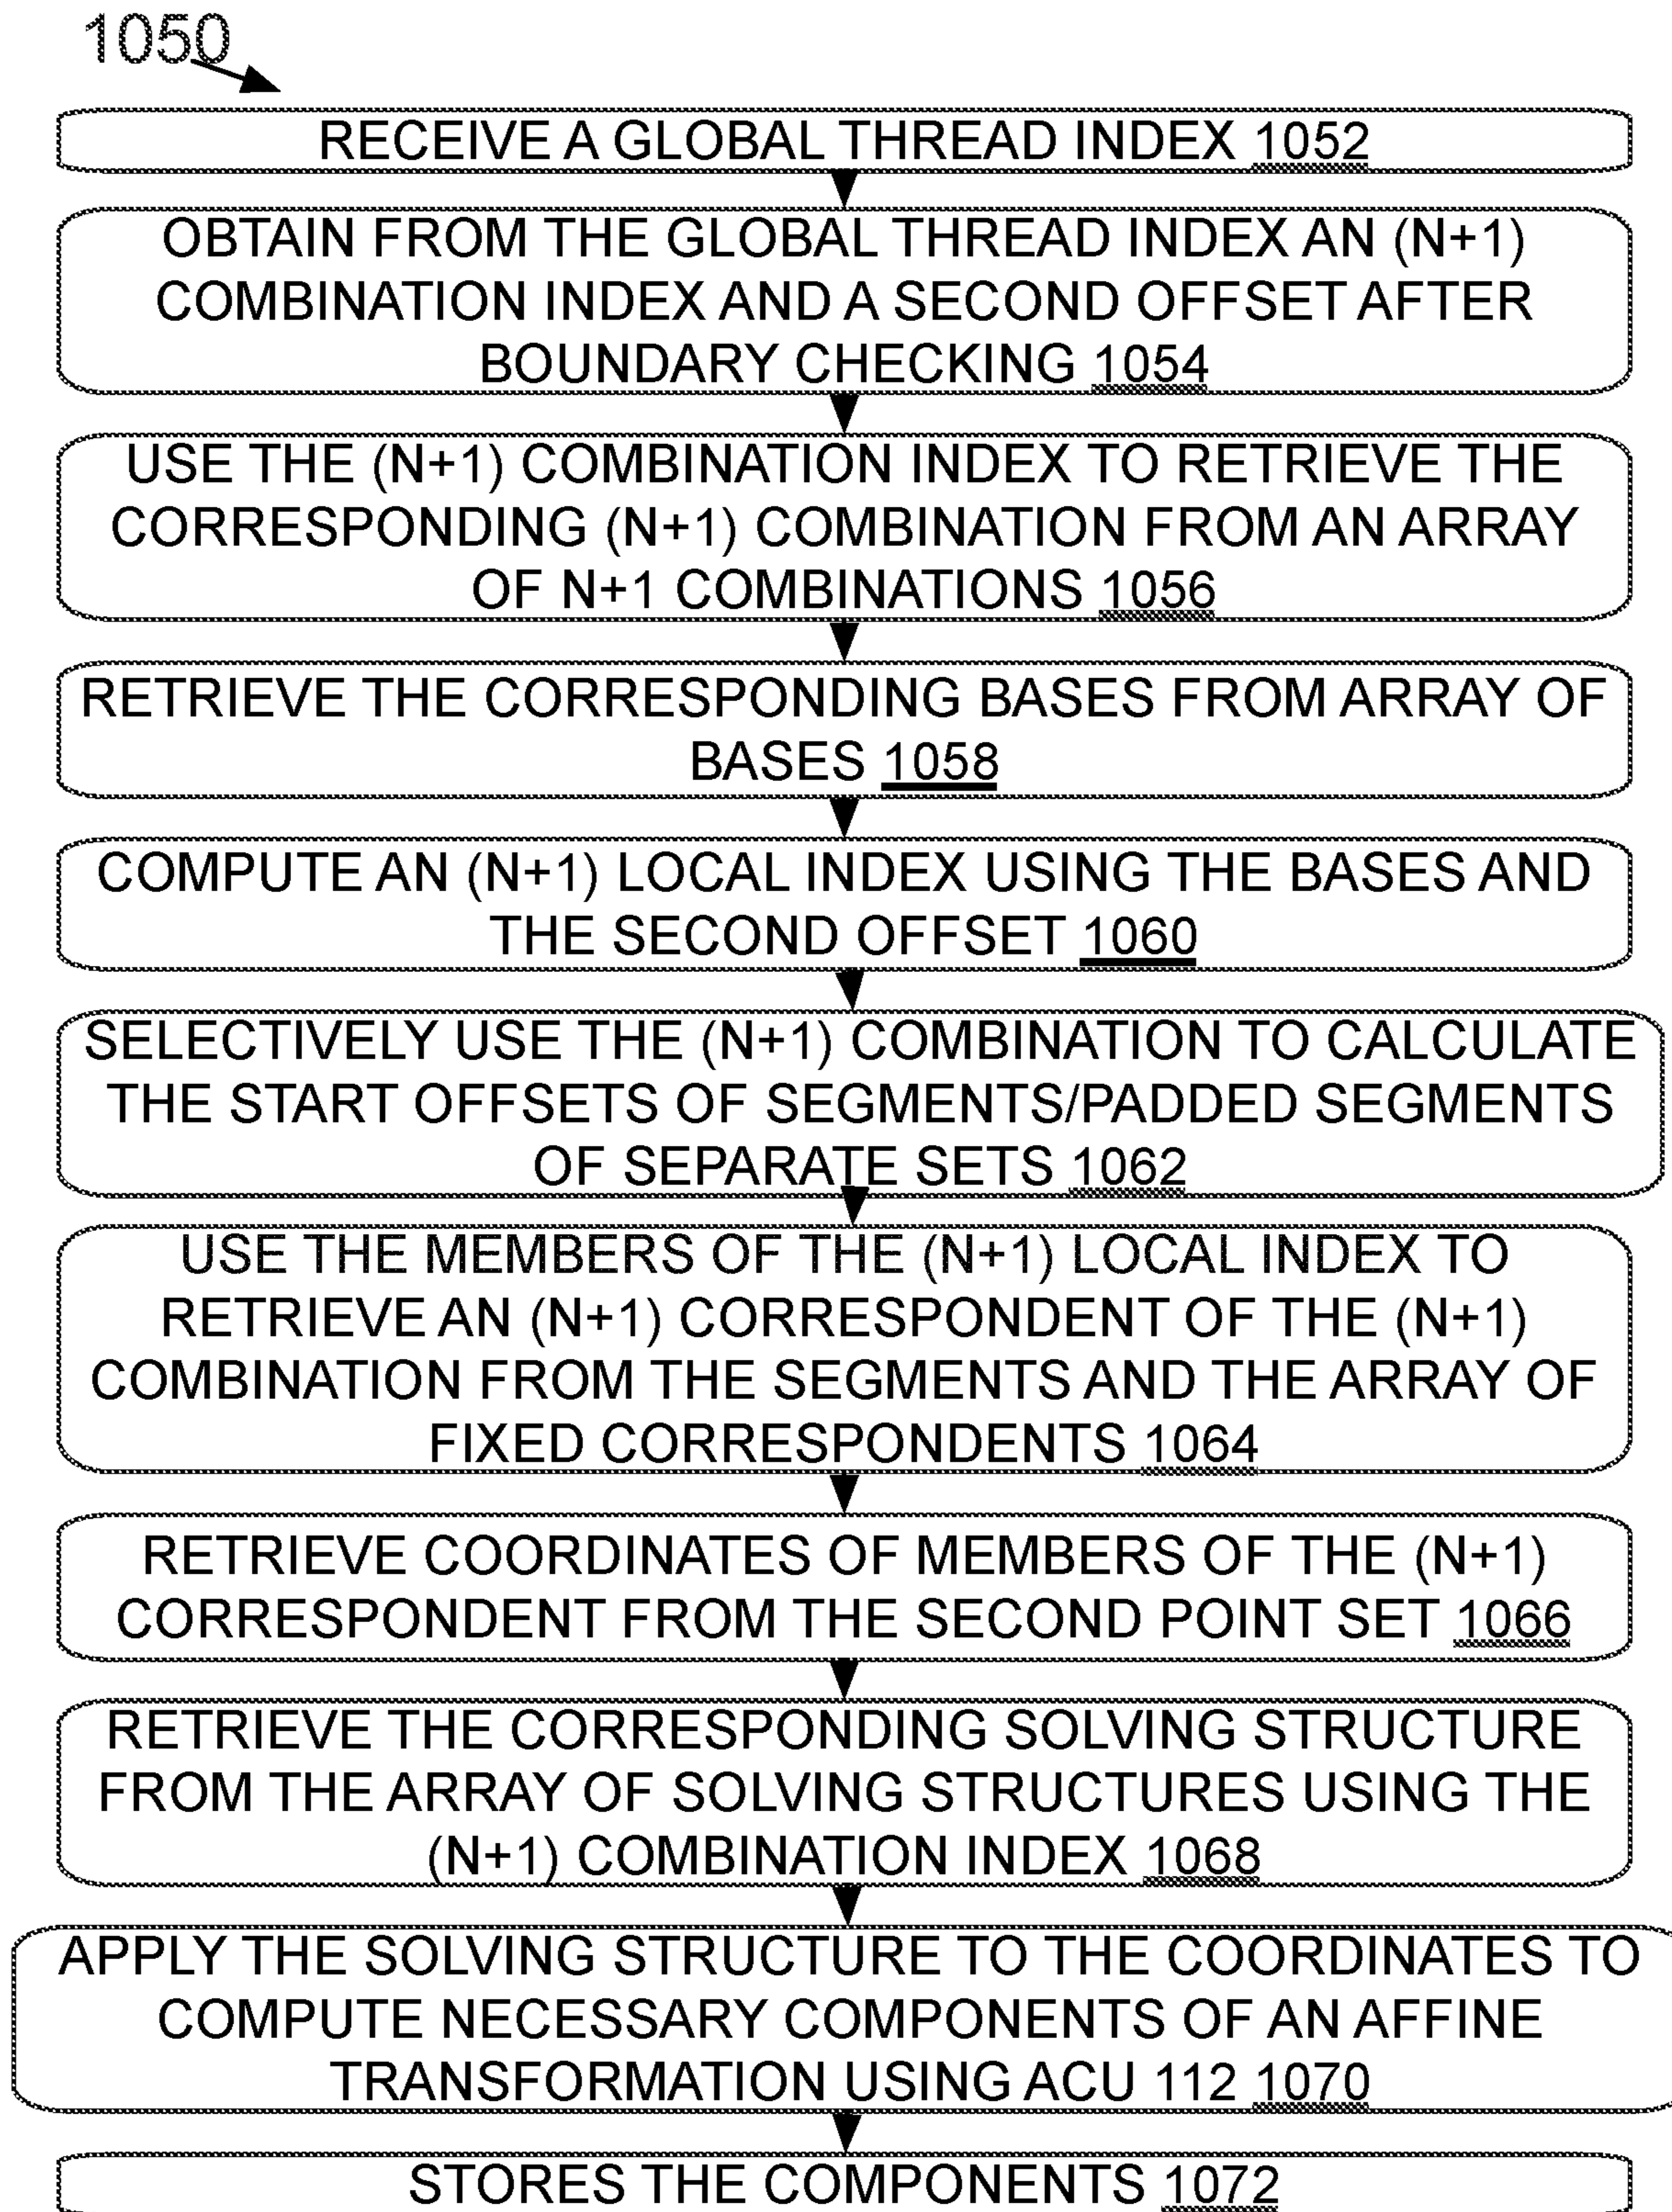 1050
RECEIVE A GLOBAL THREAD INDEX 1052
OBTAIN FROM THE GLOBAL THREAD INDEX AN (N+1)
COMBINATION INDEX AND A SECOND OFFSET AFTER
BOUNDARY CHECKING 1054
USE THE (N+1) COMBINATION INDEX TO RETRIEVE THE
CORRESPONDING (N+1) COMBINATION FROM AN ARRAY
OF N+1 COMBINATIONS 1056
RETRIEVE THE CORRESPONDING BASES FROM ARRAY OF
BASES 1058
COMPUTE AN (N+1) LOCAL INDEX USING THE BASES AND
THE SECOND OFFSET 1060
SELECTIVELY USE THE (N+1) COMBINATION TO CALCULATE
THE START OFFSETS OF SEGMENTS/PADDED SEGMENTS
OF SEPARATE SETS 1062
USE THE MEMBERS OF THE (N+1) LOCAL INDEX TO
RETRIEVE AN (N+1) CORRESPONDENT OF THE (N+1)
COMBINATION FROM THE SEGMENTS AND THE ARRAY OF
FIXED CORRESPONDENTS 1064
RETRIEVE COORDINATES OF MEMBERS OF THE (N+1)
CORRESPONDENT FROM THE SECOND POINT SET 1066
RETRIEVE THE CORRESPONDING SOLVING STRUCTURE
FROM THE ARRAY OF SOLVING STRUCTURES USING THE
(N+1) COMBINATION INDEX 1068
APPLY THE SOLVING STRUCTURE TO THE COORDINATES TO
COMPUTE NECESSARY COMPONENTS OF AN AFFINE
TRANSFORMATION USING ACU 112 1070
STORES THE COMPONENTS 1072